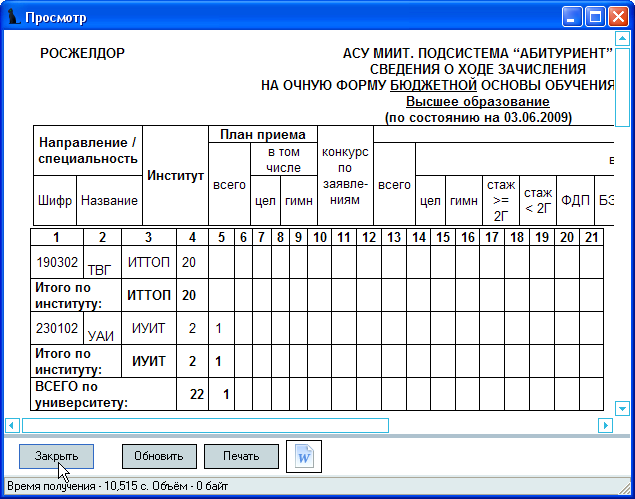 Просмотр
РОСЖЕЛДОР
АСУ МИИТ. ПОДСИСТЕМА “АБИТУРИЕНТ”
СВЕДЕНИЯ О ХОДЕ ЗАЧИСЛЕНИЯ
НА ОЧНУЮ ФОРМУ БЮДЖЕТНОЙ ОСНОВЫ ОБУЧЕНИЯ
Высшее образование
(по состоянию на 03.06.2009)
Направление /
специальность
Институт
План приема
конкурс
по
заявле-
ниям
всего
в том
числе
всего
в
Шифр Название
цел гимн
цел гимн
стаж
>=
2Г
стаж
< 2Г
ФДП
БЭ
1 2 3 4 5 6 7 8 9 10 11 12 13 14 15 16 17 18 19 20 21
190302 ТВГ ИТТОП 20
Итого по
институту: ИТТОП 20
230102 УАИ ИУИТ 2 1
Итого по
институту: ИУИТ 2 1
ВСЕГО по
университету: 22 1
Закрыть Обновить Печать W
Время получения - 10,515 с. Объём - 0 байт